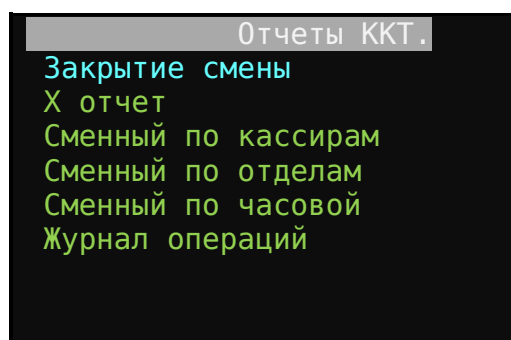 Отчеты ККТ.
Закрытие смены
X отчет
Сменный по кассирам
Сменный по отделам
Сменный по часовой
Журнал операций